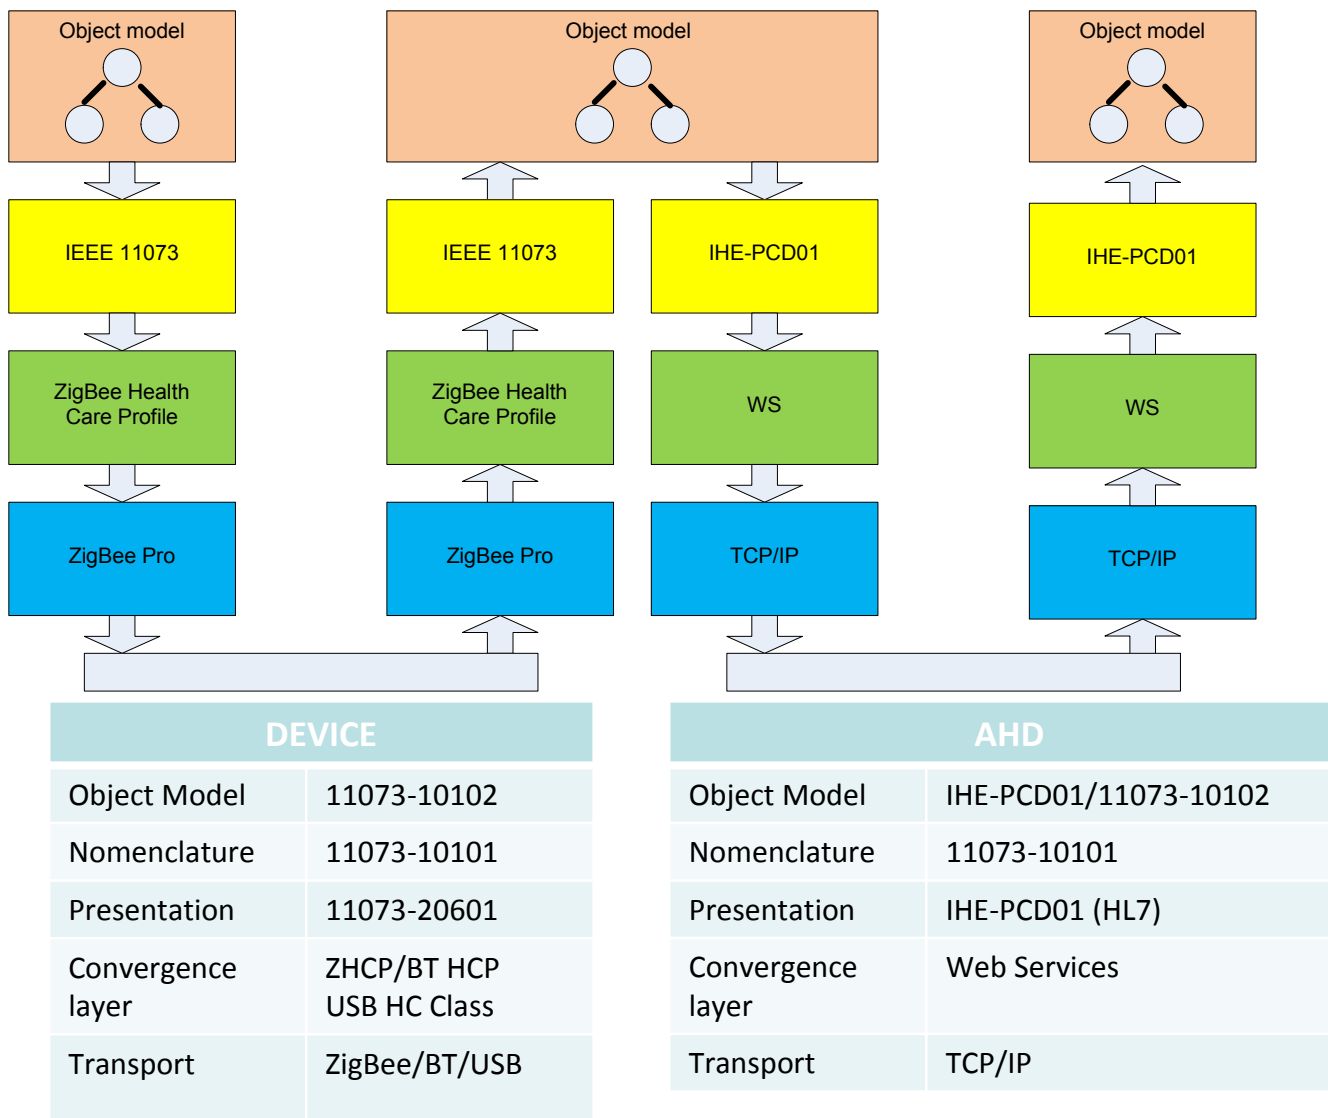 Object model
Object model
Object model
IEEE 11073
IEEE 11073
IHE-PCD01
IHE-PCD01
ZigBee Health
Care Profile
ZigBee Health
Care Profile
WS
WS
ZigBee Pro
ZigBee Pro
TCP/IP
TCP/IP
DEVICE
Object Model 11073-10102
Nomenclature 11073-10101
Presentation 11073-20601
Convergence ZHCP/BT HCP
layer USB HC Class
Transport ZigBee/BT/USB
AHD
Object Model IHE-PCD01/11073-10102
Nomenclature 11073-10101
Presentation IHE-PCD01 (HL7)
Convergence Web Services
layer
Transport TCP/IP